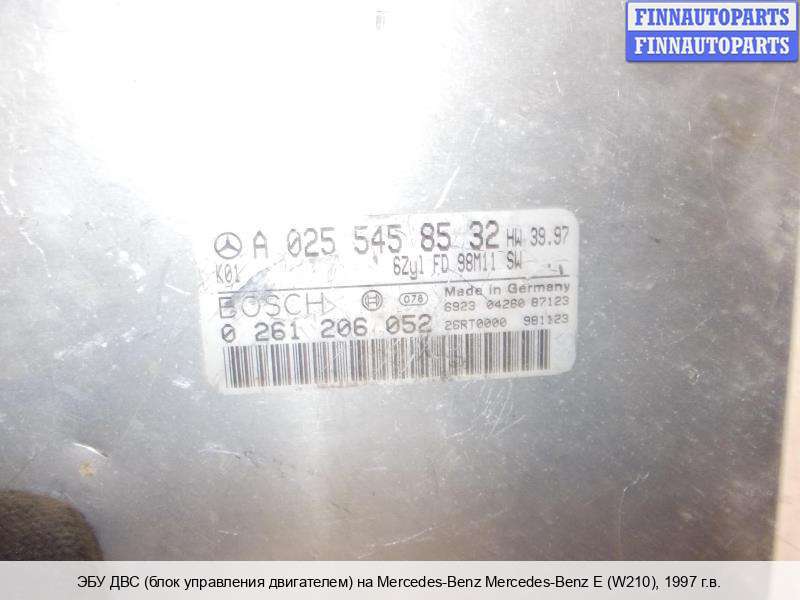 FINNAUTOPARTS
FINNAUTOPARTS
A 025 545 85 32 HW 39.97
K01 6Zyl FD 98M11 SW
BOSCH 078 Made in Germany
6923 04260 87123
0 261 206 052 26RT0000 981123
ЭБУ ДВС (блок управления двигателем) на Mercedes-Benz Mercedes-Benz E (W210), 1997 г.в.